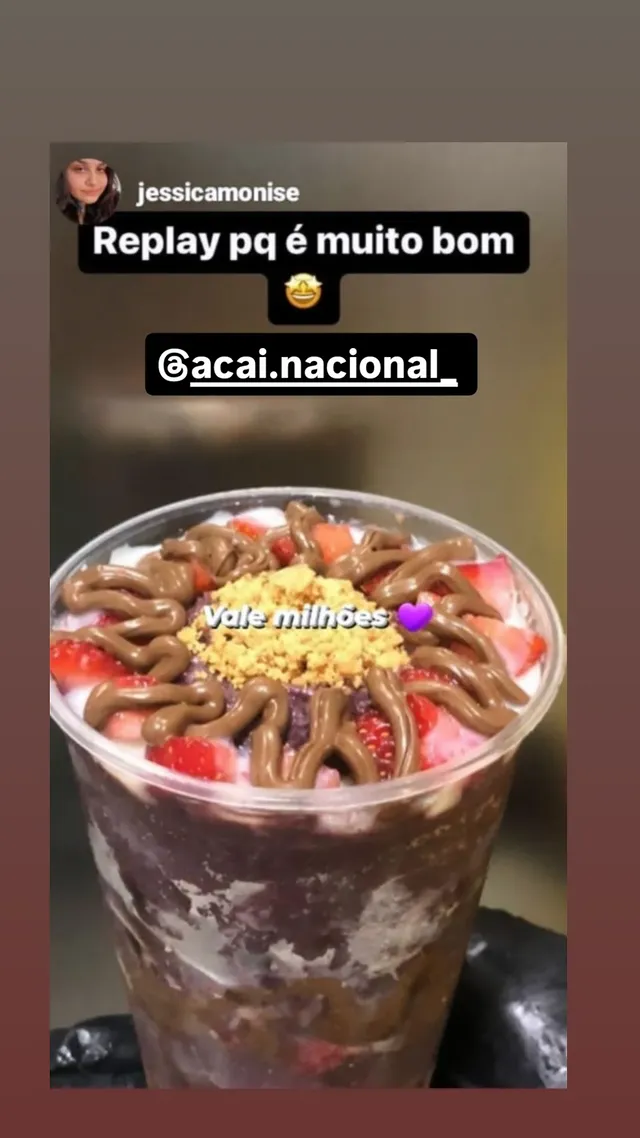 jessicamonise
Replay pq é muito bom
🤩
@acai.nacional_
Vale milhões 💜